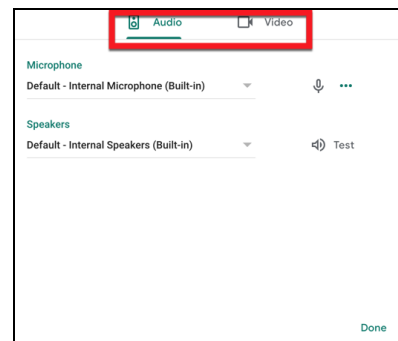 Audio Video
Microphone
Default - Internal Microphone (Built-in)
Speakers
Default - Internal Speakers (Built-in) Test
Done